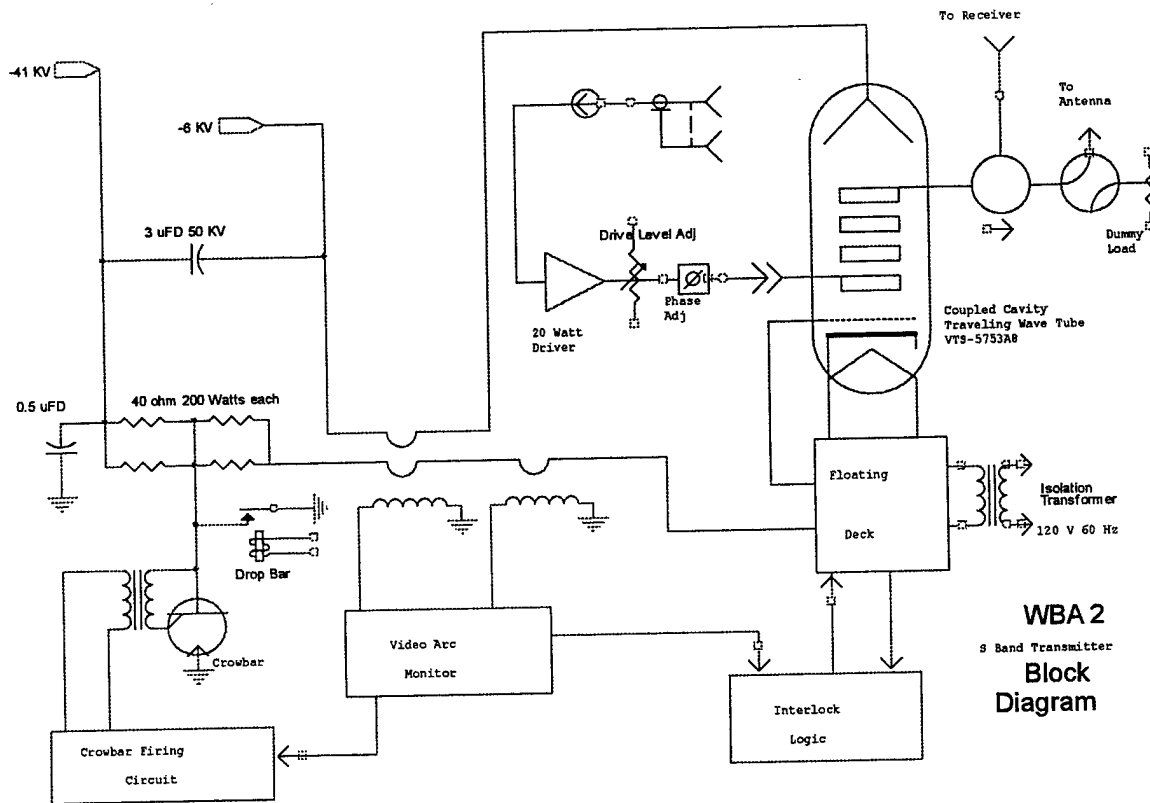 To Receiver
-41 KV
To
Antenna
-6 KV
3 uFD 50 KV
Drive Level Adj
Dummy
Load
Phase
Adj
Coupled Cavity
Traveling Wave Tube
VTS-5753A8
20 Watt
Driver
0.5 uFD
40 ohm 200 Watts each
Floating
Deck
Isolation
Transformer
120 V 60 Hz
Drop Bar
Crowbar
Video Arc
Monitor
WBA 2
S Band Transmitter
Block
Diagram
Interlock
Logic
Crowbar Firing
Circuit